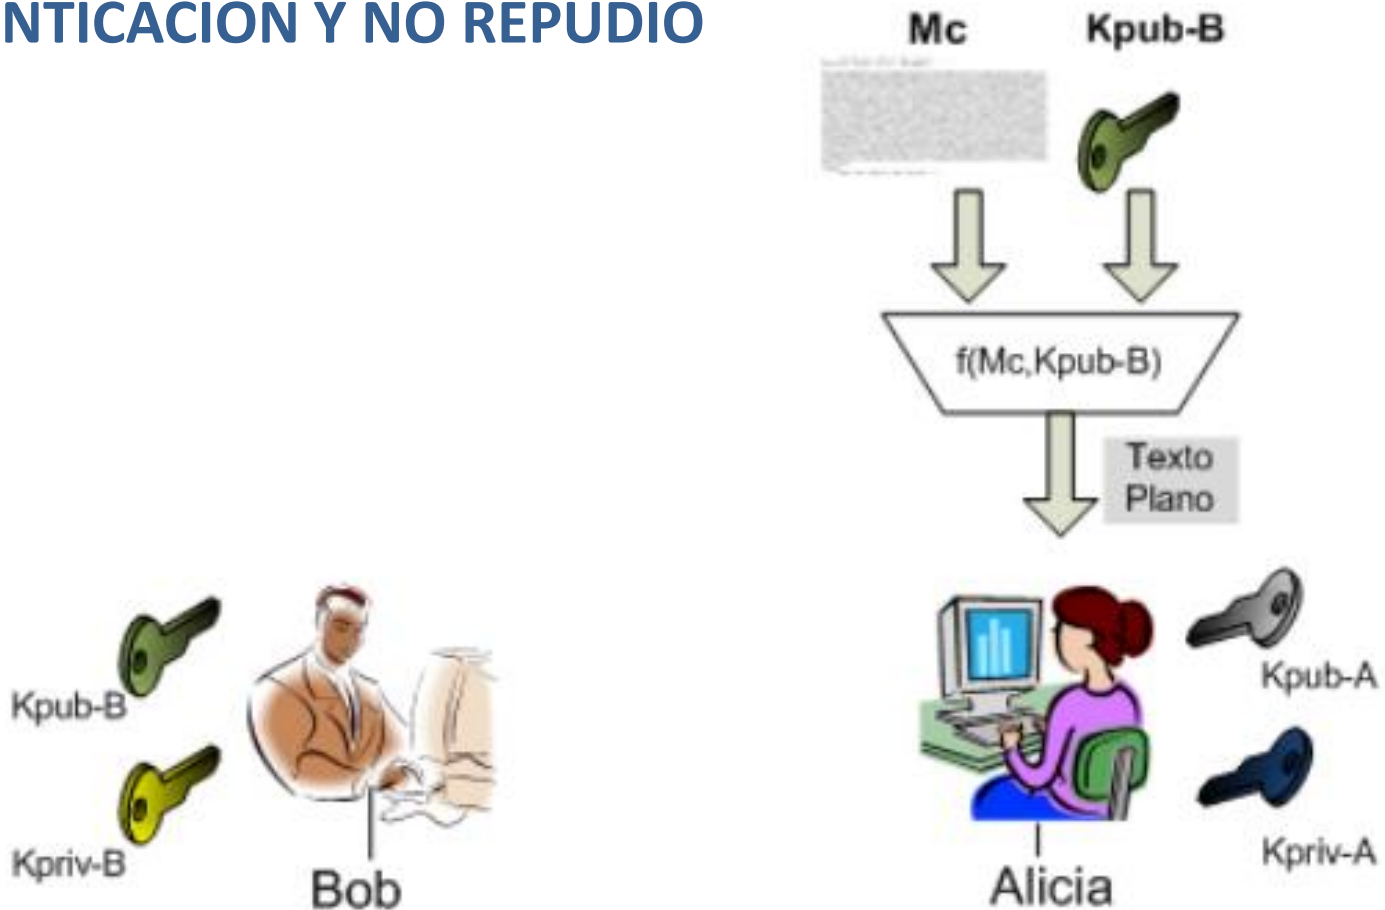 NTICACION Y NO REPUDIO
Mc
Kpub-B
f(Mc,Kpub-B)
Texto
Plano
Kpub-B
Kpriv-B
Bob
Kpub-A
Kpriv-A
Alicia